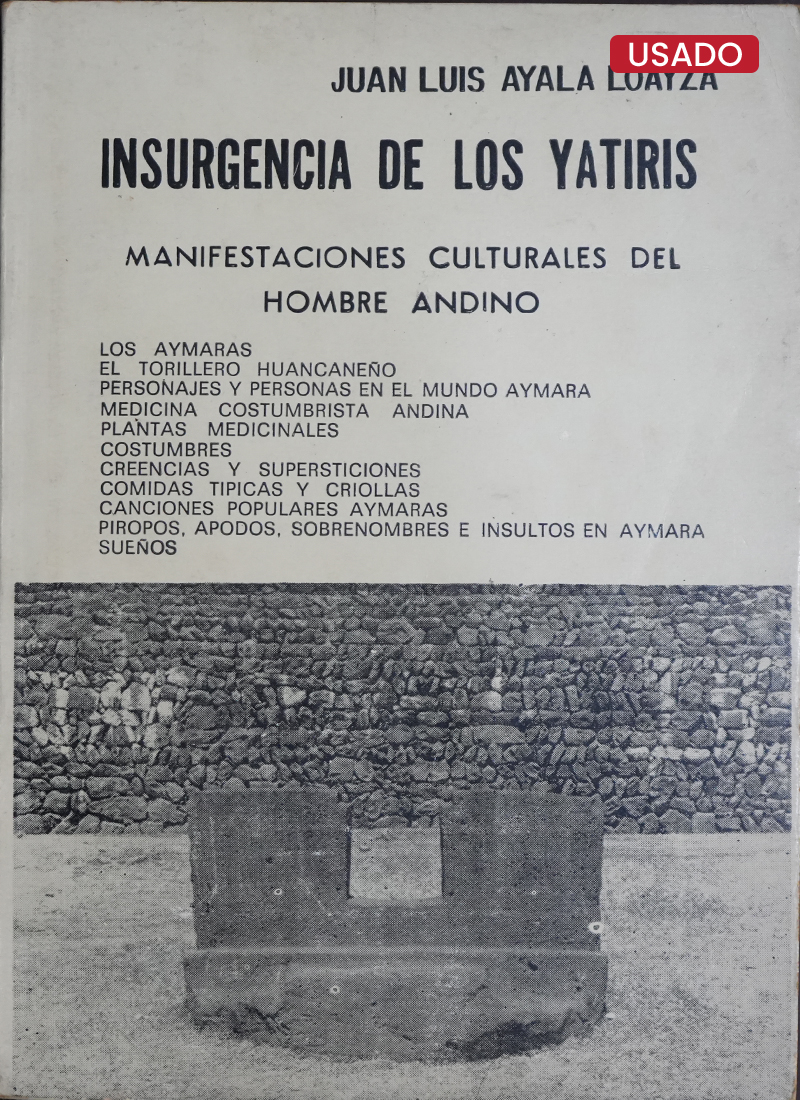 USADO
JUAN LUIS AYALA LOAYZA
INSURGENCIA DE LOS YATIRIS
MANIFESTACIONES CULTURALES DEL
HOMBRE ANDINO
LOS AYMARAS
EL TORILLERO HUANCANEÑO
PERSONAJES Y PERSONAS EN EL MUNDO AYMARA
MEDICINA COSTUMBRISTA ANDINA
PLANTAS MEDICINALES
COSTUMBRES
CREENCIAS Y SUPERSTICIONES
COMIDAS TIPICAS Y CRIOLLAS
CANCIONES POPULARES AYMARAS
PIROPOS, APODOS, SOBRENOMBRES E INSULTOS EN AYMARA
SUEÑOS